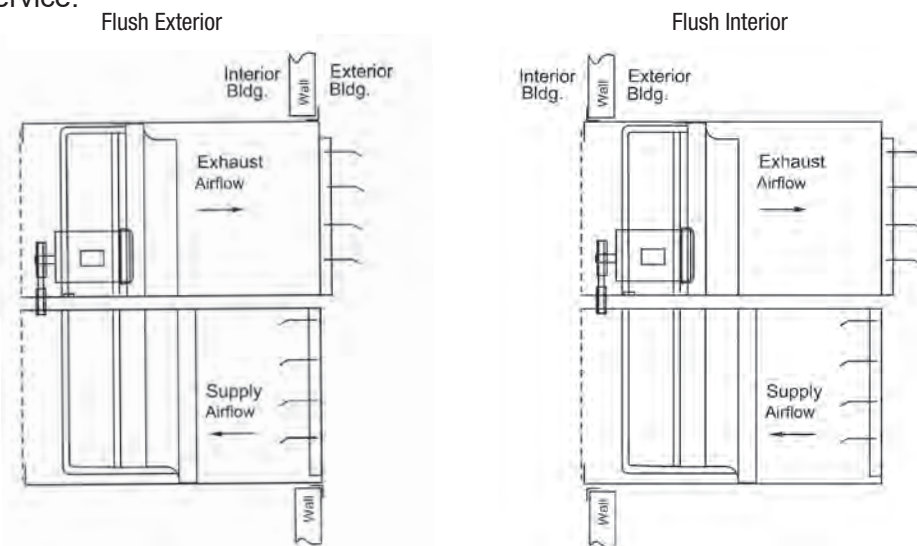 ervice.
Flush Exterior
Flush Interior
Interior
Bldg.
Wall
Exterior
Bldg.
Exhaust
Airflow
Supply
Airflow
Wall
Interior
Bldg.
Wall
Exterior
Bldg.
Exhaust
Airflow
Supply
Airflow
Wall